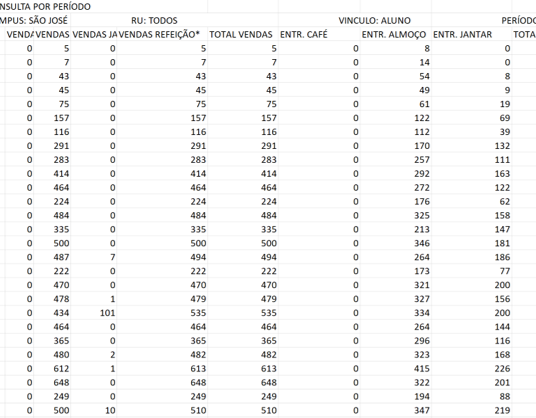 NSULTA POR PERÍODO
MPUS: SÃO JOSÉ RU: TODOS VINCULO: ALUNO PERÍODO
VENDA VENDAS VENDAS JA VENDAS REFEIÇÃO* TOTAL VENDAS ENTR. CAFÉ ENTR. ALMOÇO ENTR. JANTAR TOTA
0 5 0 5 5 0 8 0
0 7 0 7 7 0 14 0
0 43 0 43 43 0 54 8
0 45 0 45 45 0 49 9
0 75 0 75 75 0 61 19
0 157 0 157 157 0 122 69
0 116 0 116 116 0 112 39
0 291 0 291 291 0 170 132
0 283 0 283 283 0 257 111
0 414 0 414 414 0 292 163
0 464 0 464 464 0 272 122
0 224 0 224 224 0 176 62
0 484 0 484 484 0 325 158
0 335 0 335 335 0 213 147
0 500 0 500 500 0 346 181
0 487 7 494 494 0 264 186
0 222 0 222 222 0 173 77
0 470 0 470 470 0 321 200
0 478 1 479 479 0 327 156
0 434 101 535 535 0 334 200
0 464 0 464 464 0 264 144
0 365 0 365 365 0 296 116
0 480 2 482 482 0 323 168
0 612 1 613 613 0 415 226
0 648 0 648 648 0 322 201
0 249 0 249 249 0 194 88
0 500 10 510 510 0 347 219